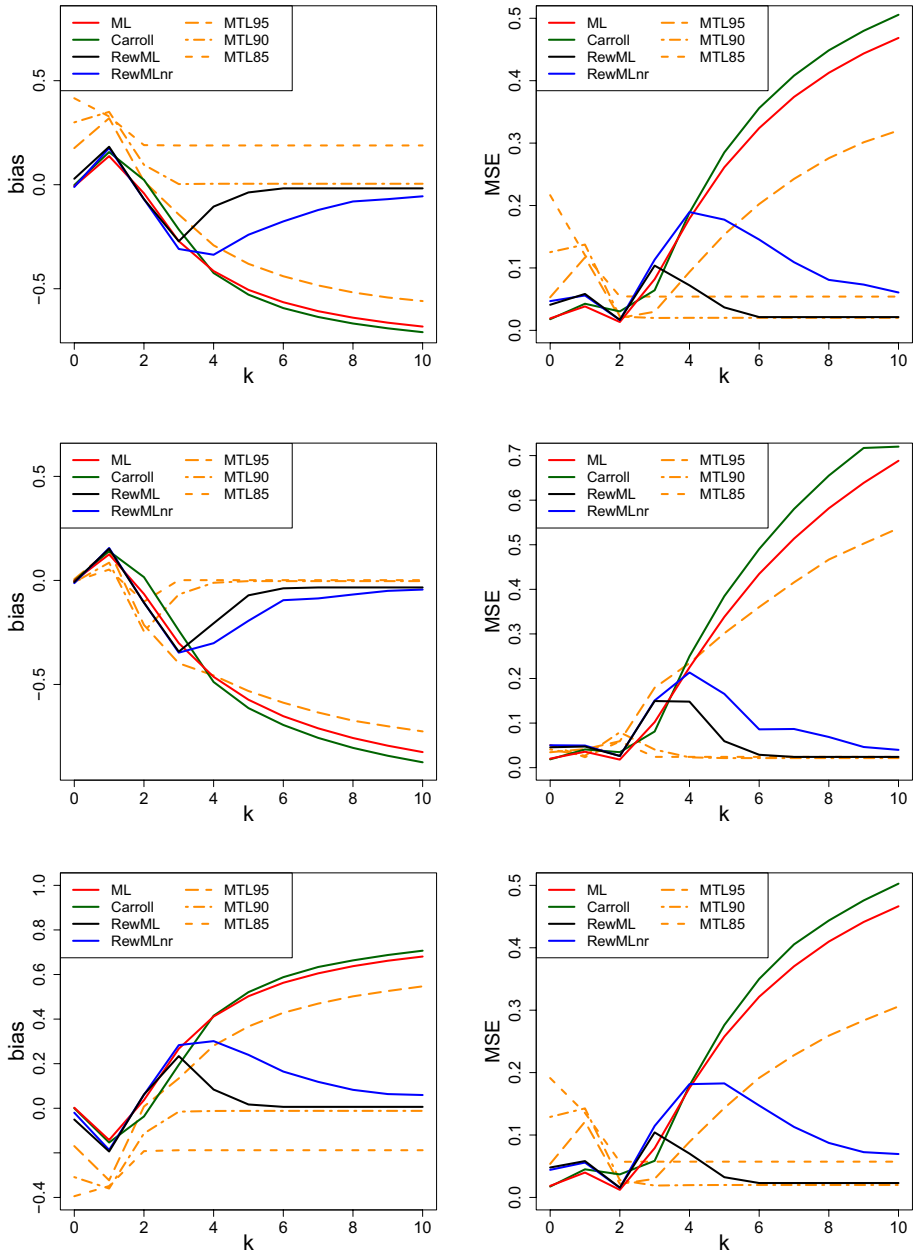 ML
Carroll
RewML
RewMLnr
MTL95
MTL90
MTL85
bias
0.5
0.0
−0.5
0 2 4 6 8 10
k
ML
Carroll
RewML
RewMLnr
MTL95
MTL90
MTL85
MSE
0.5
0.4
0.3
0.2
0.1
0.0
0 2 4 6 8 10
k
ML
Carroll
RewML
RewMLnr
MTL95
MTL90
MTL85
bias
0.5
0.0
−0.5
0 2 4 6 8 10
k
ML
Carroll
RewML
RewMLnr
MTL95
MTL90
MTL85
MSE
0.7
0.6
0.5
0.4
0.3
0.2
0.1
0.0
0 2 4 6 8 10
k
ML
Carroll
RewML
RewMLnr
MTL95
MTL90
MTL85
bias
1.0
0.8
0.6
0.4
0.2
0.0
−0.4
0 2 4 6 8 10
k
ML
Carroll
RewML
RewMLnr
MTL95
MTL90
MTL85
MSE
0.5
0.4
0.3
0.2
0.1
0.0
0 2 4 6 8 10
k